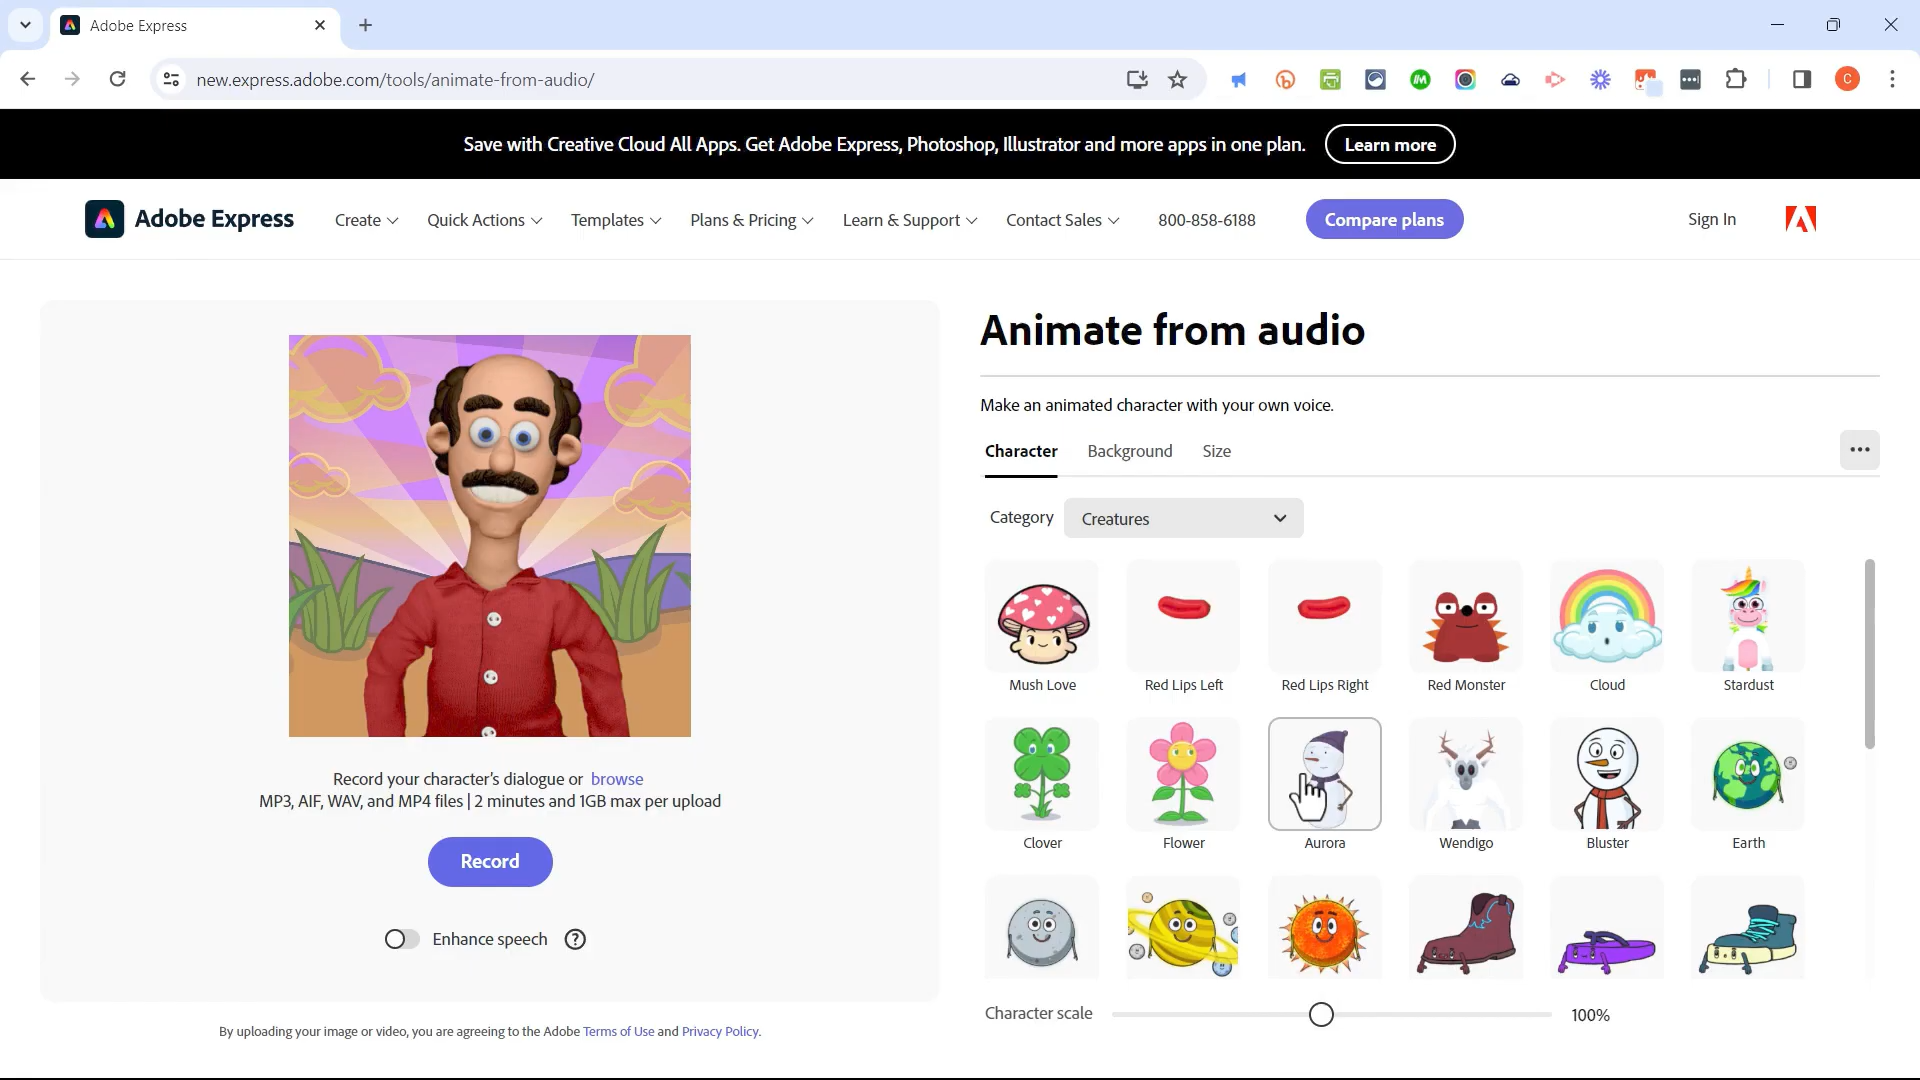 Adobe Express
new.express.adobe.com/tools/animate-from-audio/
C
Save with Creative Cloud All Apps. Get Adobe Express, Photoshop, Illustrator and more apps in one plan.
Learn more
Adobe Express
Create
Quick Actions
Templates
Plans & Pricing
Learn & Support
Contact Sales
800-858-6188
Compare plans
Sign In
Record your character's dialogue or browse
MP3, AIF, WAV, and MP4 files | 2 minutes and 1GB max per upload
Record
Enhance speech
?
By uploading your image or video, you are agreeing to the Adobe Terms of Use and Privacy Policy.
Animate from audio
Make an animated character with your own voice.
Character
Background
Size
Category
Creatures
Mush Love
Red Lips Left
Red Lips Right
Red Monster
Cloud
Stardust
Clover
Flower
Aurora
Wendigo
Bluster
Earth
Character scale
100%